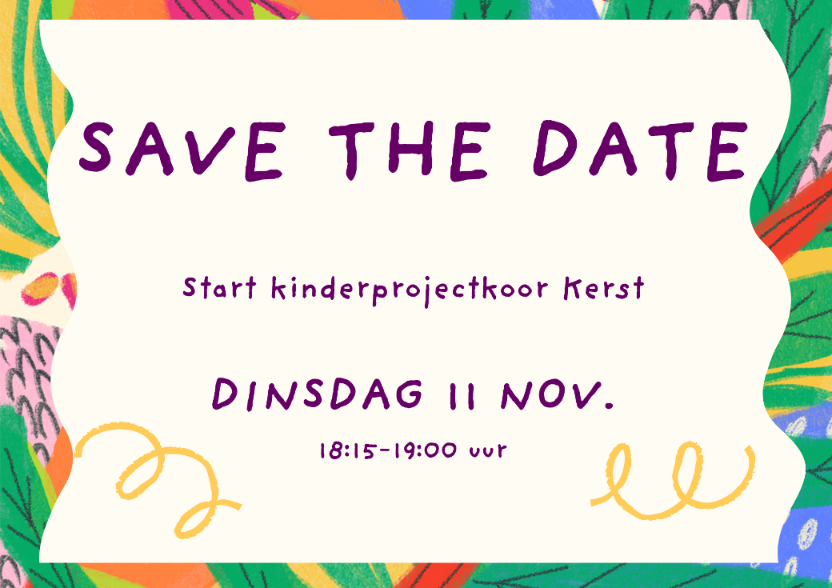 SAVE THE DATE
Start kinderprojectkoor Kerst
DINSDAG 11 NOV.
18:15-19:00 uur